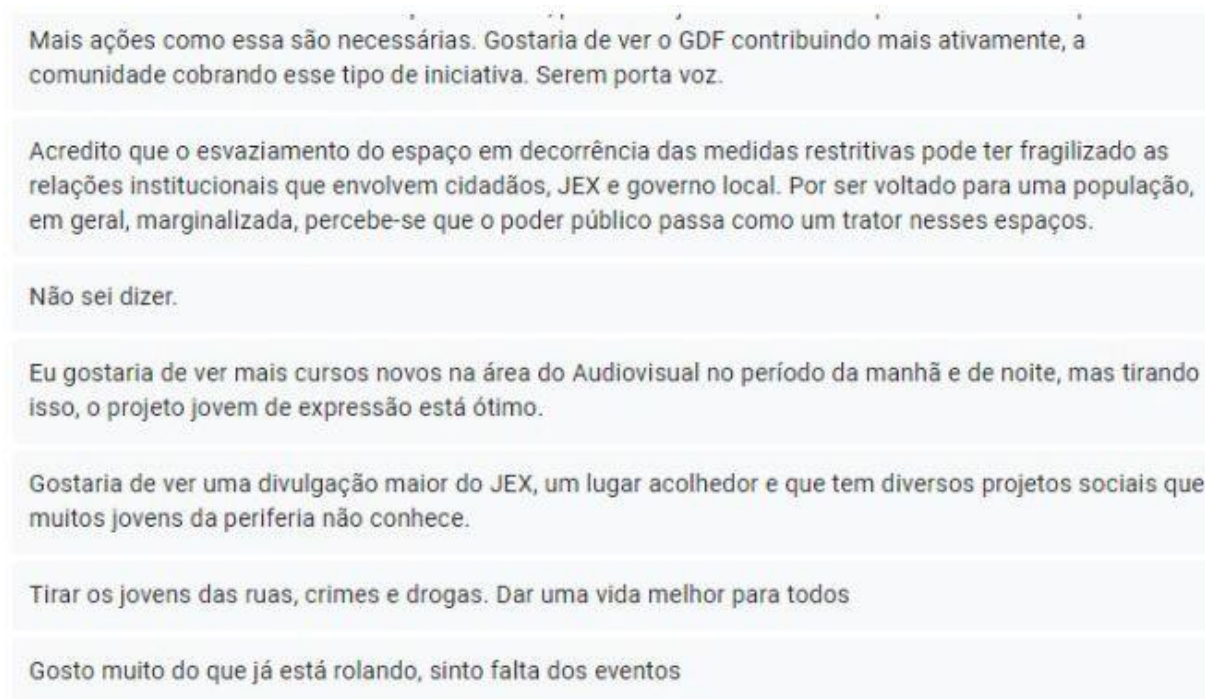 Mais ações como essa são necessárias. Gostaria de ver o GDF contribuindo mais ativamente, a
comunidade cobrando esse tipo de iniciativa. Serem porta voz.
Acredito que o esvaziamento do espaço em decorrência das medidas restritivas pode ter fragilizado as
relações institucionais que envolvem cidadãos, JEX e governo local. Por ser voltado para uma população,
em geral, marginalizada, percebe-se que o poder público passa como um trator nesses espaços.
Não sei dizer.
Eu gostaria de ver mais cursos novos na área do Audiovisual no período da manhã e de noite, mas tirando
isso, o projeto jovem de expressão está ótimo.
Gostaria de ver uma divulgação maior do JEX, um lugar acolhedor e que tem diversos projetos sociais que
muitos jovens da periferia não conhece.
Tirar os jovens das ruas, crimes e drogas. Dar uma vida melhor para todos
Gosto muito do que já está rolando, sinto falta dos eventos